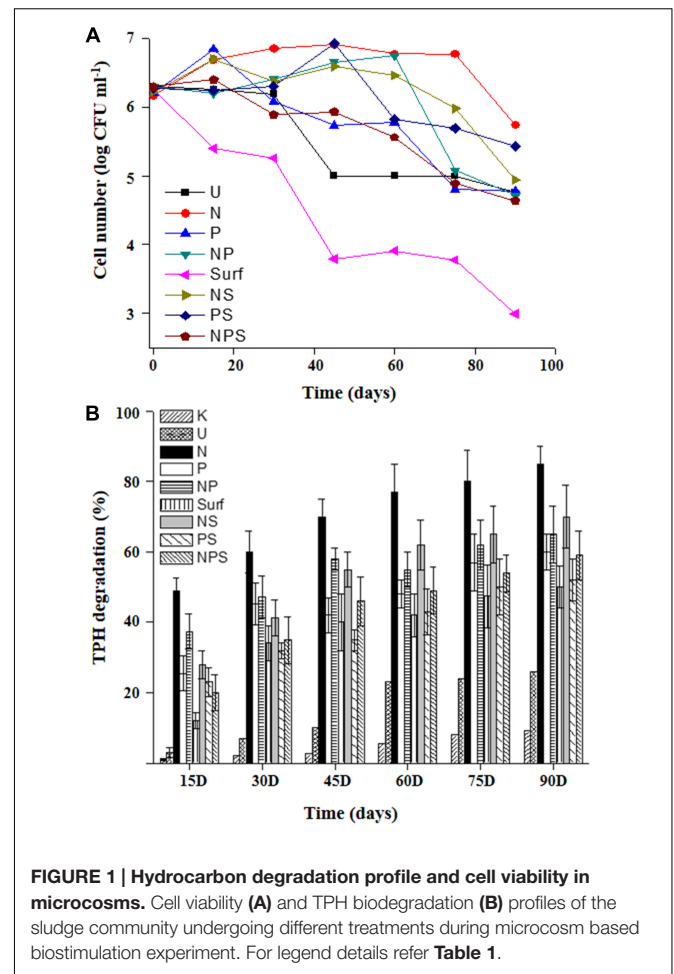 A
Cell number (log CFU ml-1)
7
6
5
4
3
U
N
P
NP
Surf
NS
PS
NPS
0
20
40
60
80
100
Time (days)
B
TPH degradation (%)
100
80
60
40
20
K
U
N
P
NP
Surf
NS
PS
NPS
15D
30D
45D
60D
75D
90D
Time (days)
FIGURE 1 | Hydrocarbon degradation profile and cell viability in
microcosms. Cell viability (A) and TPH biodegradation (B) profiles of the
sludge community undergoing different treatments during microcosm based
biostimulation experiment. For legend details refer Table 1.